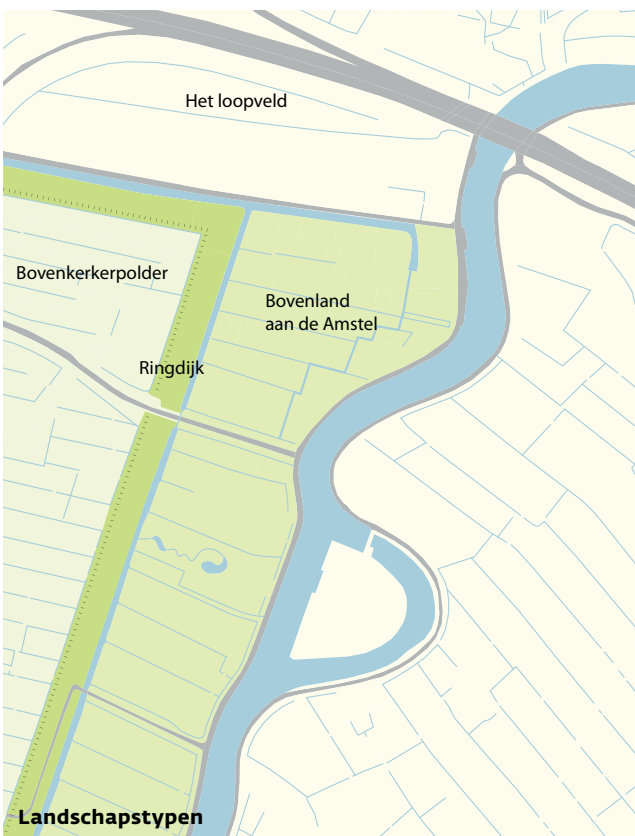 Het loopveld
Bovenkerkerpolder
Bovenland
aan de Amstel
Ringdijk
Landschapstypen